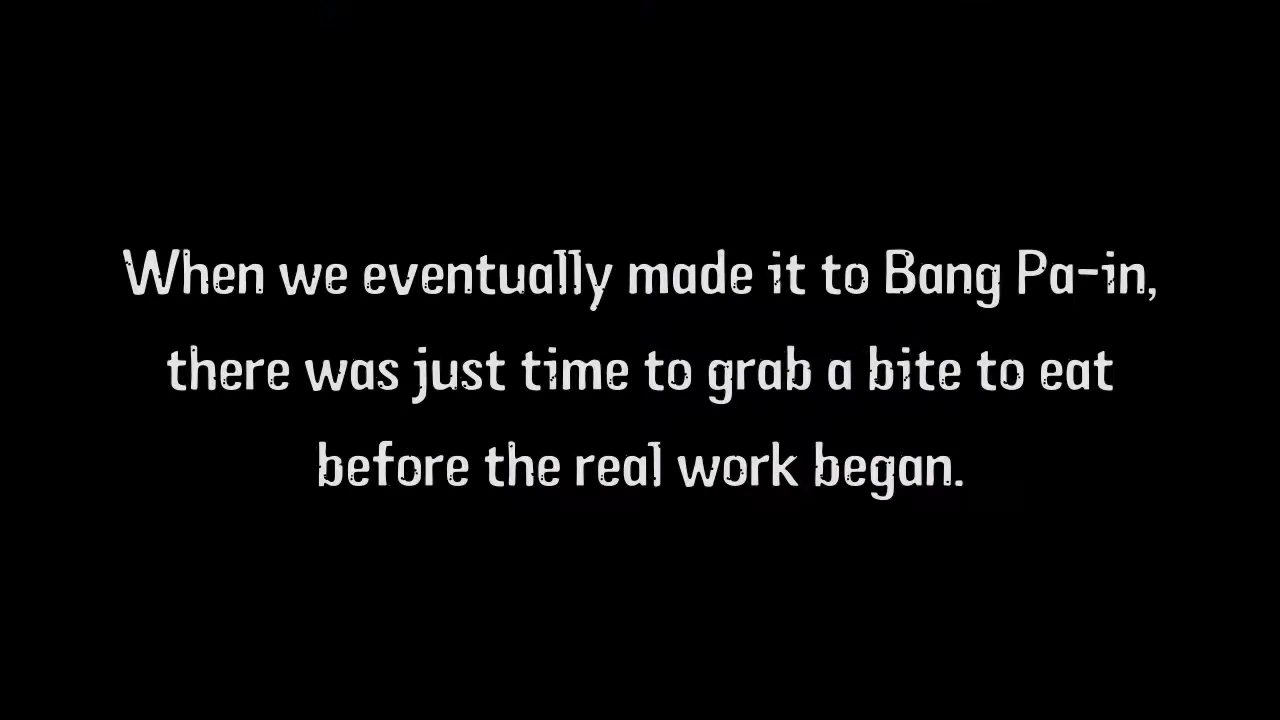 When we eventually made it to Bang Pa-in,
there was just time to grab a bite to eat
before the real work began.